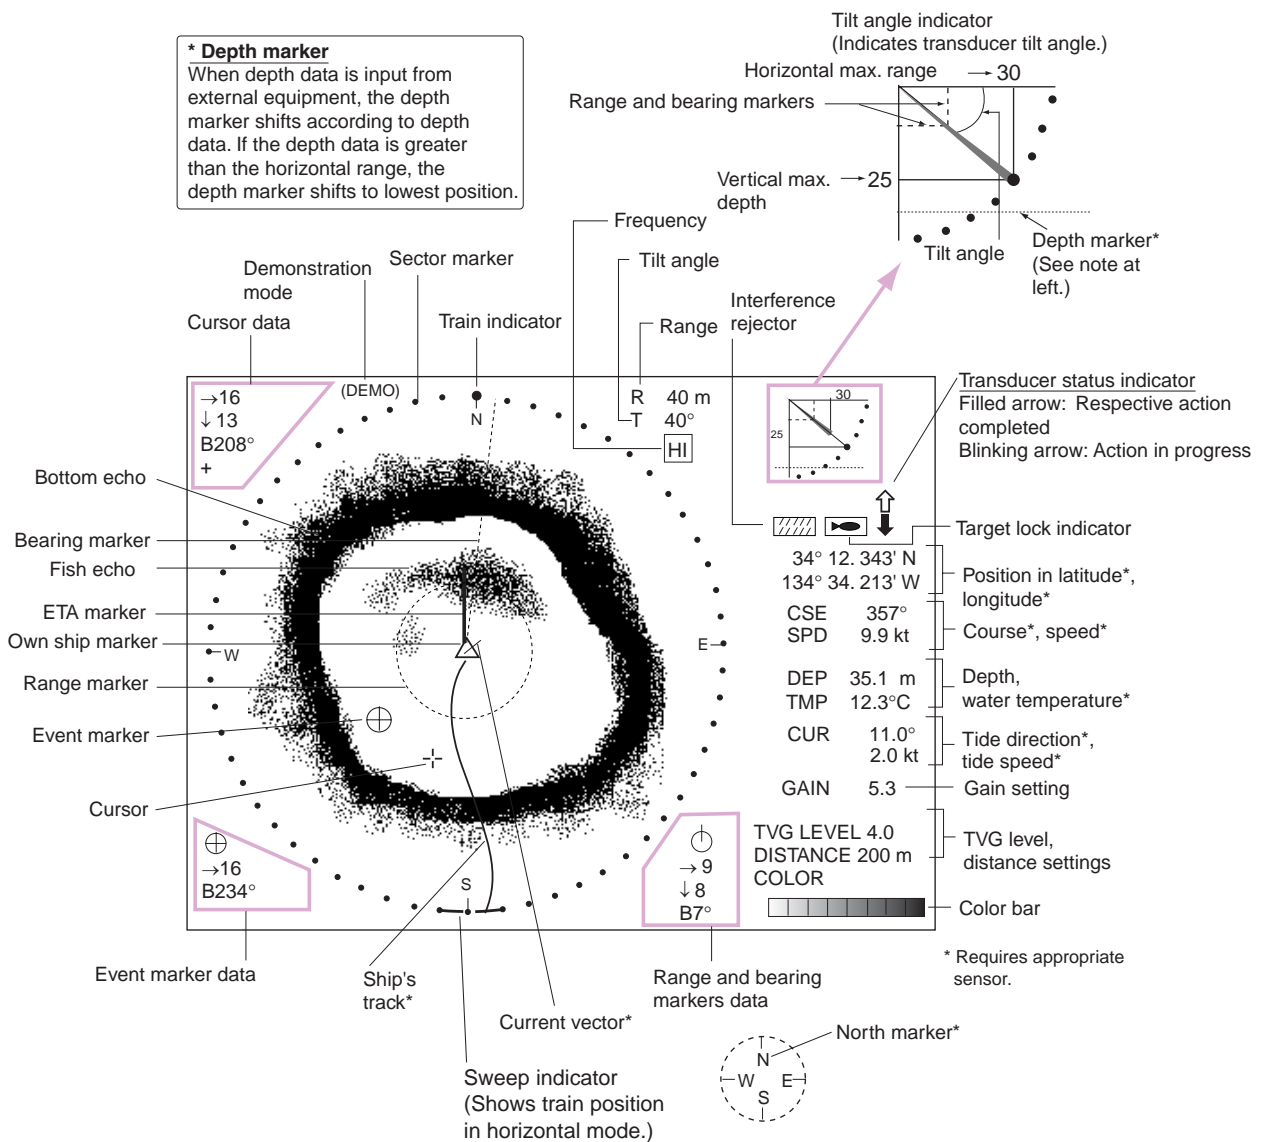 Tilt angle indicator
(Indicates transducer tilt angle.)
* Depth marker
When depth data is input from
external equipment, the depth
marker shifts according to depth
data. If the depth data is greater
than the horizontal range, the
depth marker shifts to lowest position.
Horizontal max. range → 30
Range and bearing markers
Vertical max. → 25
depth
Tilt angle
Depth marker*
(See note at
left.)
Frequency
Tilt angle
Range
Interference
rejector
Sector marker
Demonstration
mode
Cursor data
Train indicator
Transducer status indicator
Filled arrow: Respective action
completed
Blinking arrow: Action in progress
→16
↓ 13
B208°
+
(DEMO)
N
R 40 m
T 40°
HI
30
25
Bottom echo
Bearing marker
Fish echo
ETA marker
Own ship marker
Range marker
Event marker
Cursor
W
E
S
Target lock indicator
34° 12. 343' N
134° 34. 213' W
Position in latitude*,
longitude*
CSE 357°
SPD 9.9 kt
Course*, speed*
DEP 35.1 m
TMP 12.3°C
Depth,
water temperature*
CUR 11.0°
2.0 kt
Tide direction*,
tide speed*
GAIN 5.3
Gain setting
TVG LEVEL 4.0
DISTANCE 200 m
COLOR
TVG level,
distance settings
Color bar
→16
B234°
→ 9
↓ 8
B7°
Event marker data
Ship's
track*
Current vector*
Range and bearing
markers data
* Requires appropriate
sensor.
Sweep indicator
(Shows train position
in horizontal mode.)
North marker*
N
W E
S